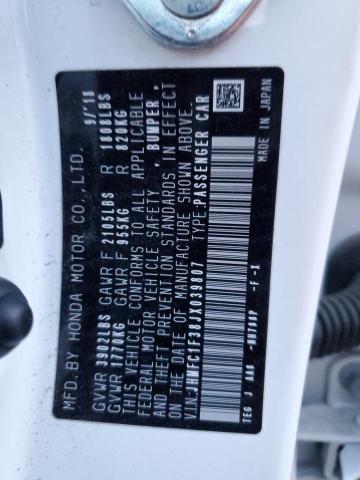 MFD. BY HONDA MOTOR CO., LTD. 9/'18
GVWR 3902LBS GAWR F 2105LBS R 1808LBS
GVWR 1770KG GAWR F 955KG R 820KG
THIS VEHICLE CONFORMS TO ALL APPLICABLE
FEDERAL MOTOR VEHICLE SAFETY, BUMPER,
AND THEFT PREVENTION STANDARDS IN EFFECT
ON THE DATE OF MANUFACTURE SHOWN ABOVE.
V.I.N.: JHMFC1F38JX039807 TYPE: PASSENGER CAR
TEG J A00 -F-X
MADE IN JAPAN